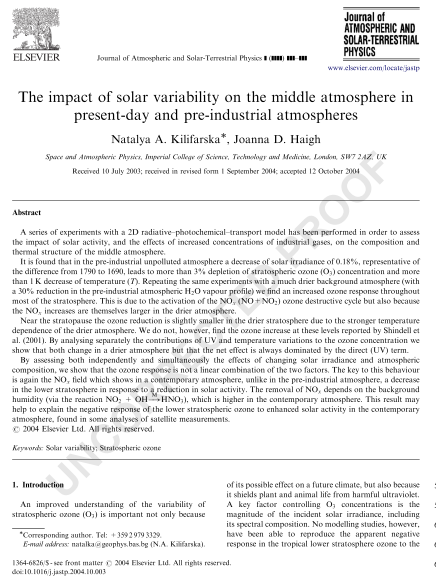 ELSEVIER
Journal of Atmospheric and Solar-Terrestrial Physics
Journal of
ATMOSPHERIC AND
SOLAR-TERRESTRIAL
PHYSICS
www.elsevier.com/locate/jastp
The impact of solar variability on the middle atmosphere in
present-day and pre-industrial atmospheres
Natalya A. Kilifarska*, Joanna D. Haigh
Space and Atmospheric Physics, Imperial College of Science, Technology and Medicine, London, SW7 2AZ, UK
Received 10 July 2003; received in revised form 1 September 2004; accepted 12 October 2004
Abstract
A series of experiments with a 2D radiative–photochemical–transport model has been performed in order to assess
the impact of solar activity, and the effects of increased concentrations of industrial gases, on the composition and
thermal structure of the middle atmosphere.
It is found that in the pre-industrial unpolluted atmosphere a decrease of solar irradiance of 0.18%, representative of
the difference from 1790 to 1690, leads to more than 3% depletion of stratospheric ozone (O₃) concentration and more
than 1 K decrease of temperature (T). Repeating the same experiments with a much drier background atmosphere (with
a 30% reduction in the pre-industrial atmospheric H₂O vapour profile) we find an increased ozone response throughout
most of the stratosphere. This is due to the activation of the NOₓ (NO+NO₂) ozone destructive cycle but also because
the NOₓ increases are themselves larger in the drier atmosphere.
Near the stratopause the ozone reduction is slightly smaller in the drier stratosphere due to the stronger temperature
dependence of the drier atmosphere. We do not, however, find the ozone increase at these levels reported by Shindell et
al. (2001). By analysing separately the contributions of UV and temperature variations to the ozone concentration we
show that both change in a drier atmosphere but that the net effect is always dominated by the direct (UV) term.
By assessing both independently and simultaneously the effects of changing solar irradiance and atmospheric
composition, we show that the ozone response is not a linear combination of the two factors. The key to this behaviour
is again the NOₓ field which shows in a contemporary atmosphere, unlike in the pre-industrial atmosphere, a decrease
in the lower stratosphere in response to a reduction in solar activity. The removal of NOₓ depends on the background
humidity (via the reaction NO₂ + OH M→ HNO₃), which is higher in the contemporary atmosphere. This result may
help to explain the negative response of the lower stratospheric ozone to enhanced solar activity in the contemporary
atmosphere, found in some analyses of satellite measurements.
© 2004 Elsevier Ltd. All rights reserved.
Keywords: Solar variability; Stratospheric ozone
1. Introduction
An improved understanding of the variability of
stratospheric ozone (O₃) is important not only because
*Corresponding author. Tel: +359 2 979 3329.
E-mail address: natalka@geophys.bas.bg (N.A. Kilifarska).
of its possible effect on a future climate, but also because
it shields plant and animal life from harmful ultraviolet.
A key factor controlling O₃ concentrations is the
magnitude of the incident solar irradiance, including
its spectral composition. No modelling studies, however,
have been able to reproduce the apparent negative
response in the tropical lower stratosphere ozone to the
1364-6826/$ - see front matter © 2004 Elsevier Ltd. All rights reserved.
doi:10.1016/j.jastp.2004.10.003
UNCORRECTED PROOF